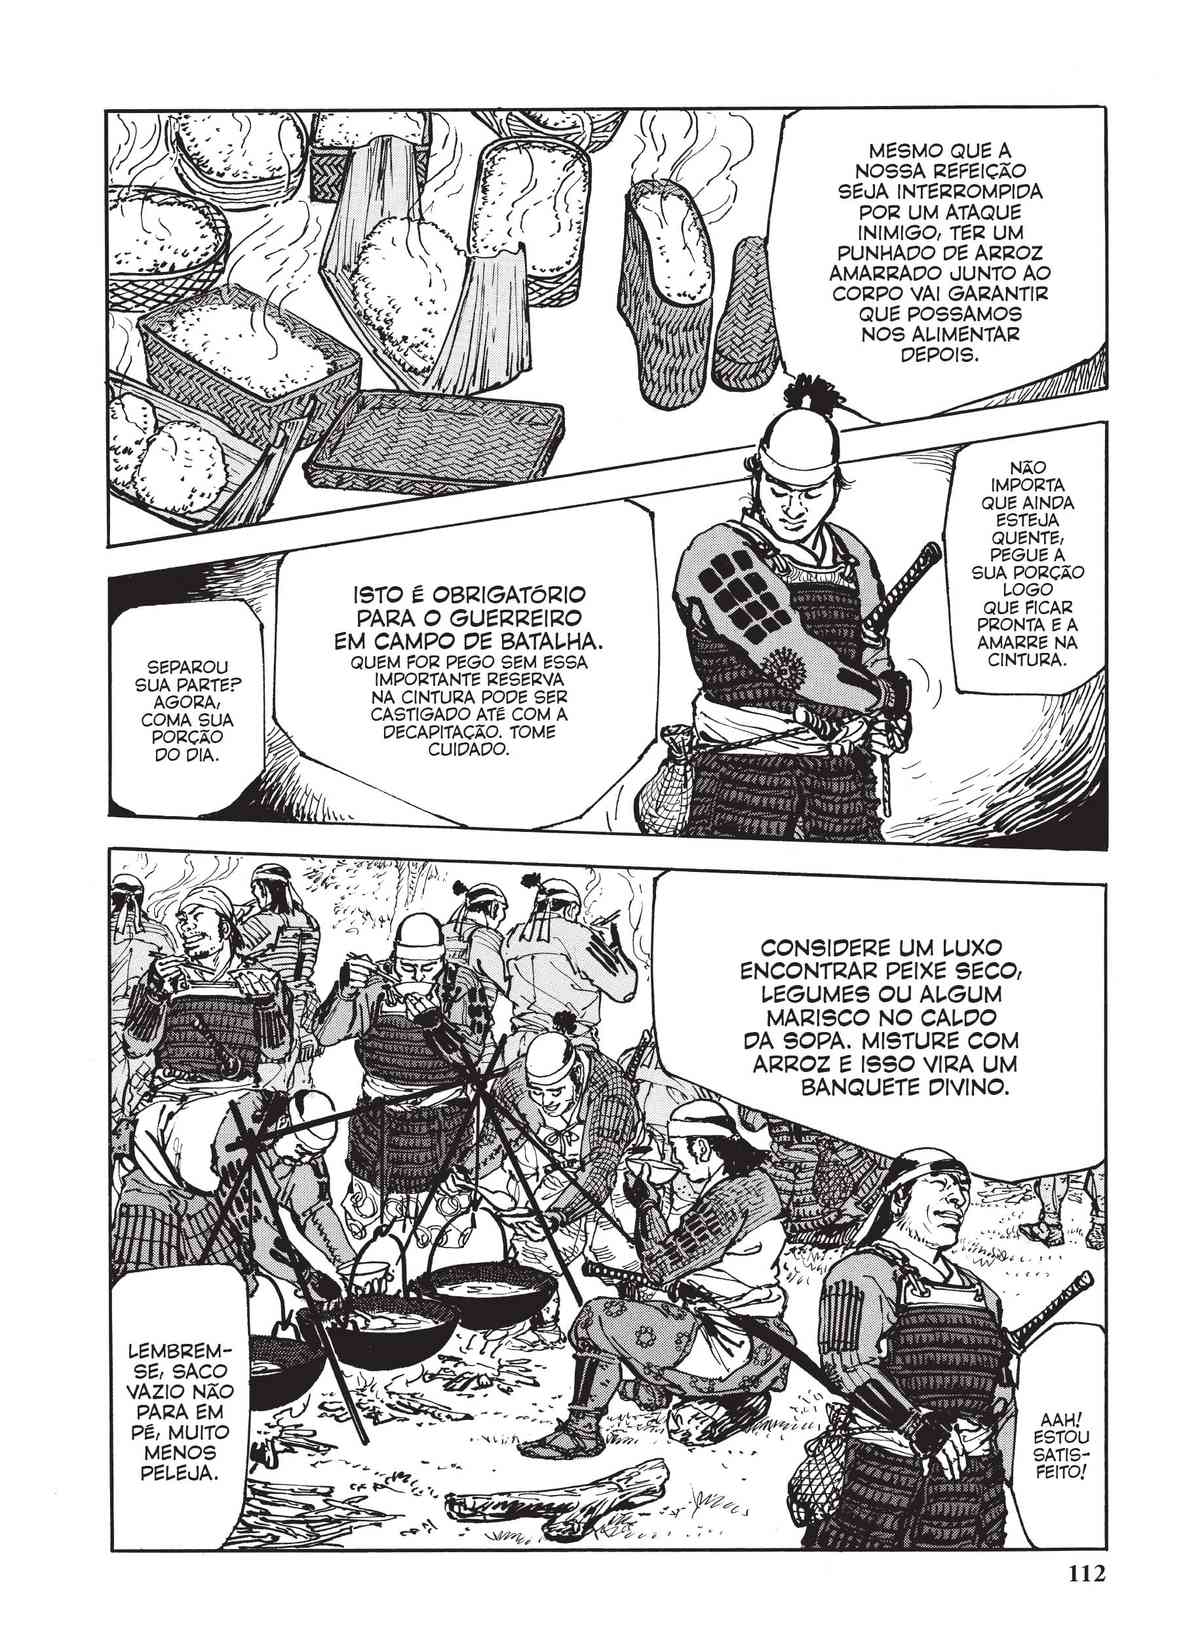 MESMO QUE A
NOSSA REFEIÇÃO
SEJA INTERROMPIDA
POR UM ATAQUE
INIMIGO, TER UM
PUNHADO DE ARROZ
AMARRADO JUNTO AO
CORPO VAI GARANTIR
QUE POSSAMOS
NOS ALIMENTAR
DEPOIS.
NÃO
IMPORTA
QUE AINDA
ESTEJA
QUENTE,
PEGUE A
SUA PORÇÃO
LOGO
QUE FICAR
PRONTA E A
AMARRE NA
CINTURA.
ISTO É OBRIGATÓRIO
PARA O GUERREIRO
EM CAMPO DE BATALHA.
QUEM FOR PEGO SEM ESSA
IMPORTANTE RESERVA
NA CINTURA PODE SER
CASTIGADO ATÉ COM A
DECAPITAÇÃO. TOME
CUIDADO.
SEPAROU
SUA PARTE?
AGORA,
COMA SUA
PORÇÃO
DO DIA.
CONSIDERE UM LUXO
ENCONTRAR PEIXE SECO,
LEGUMES OU ALGUM
MARISCO NO CALDO
DA SOPA. MISTURE COM
ARROZ E ISSO VIRA UM
BANQUETE DIVINO.
LEMBREM-
SE, SACO
VAZIO NÃO
PARA EM
PÉ, MUITO
MENOS
PELEJA.
AAH!
ESTOU
SATIS-
FEITO!
112